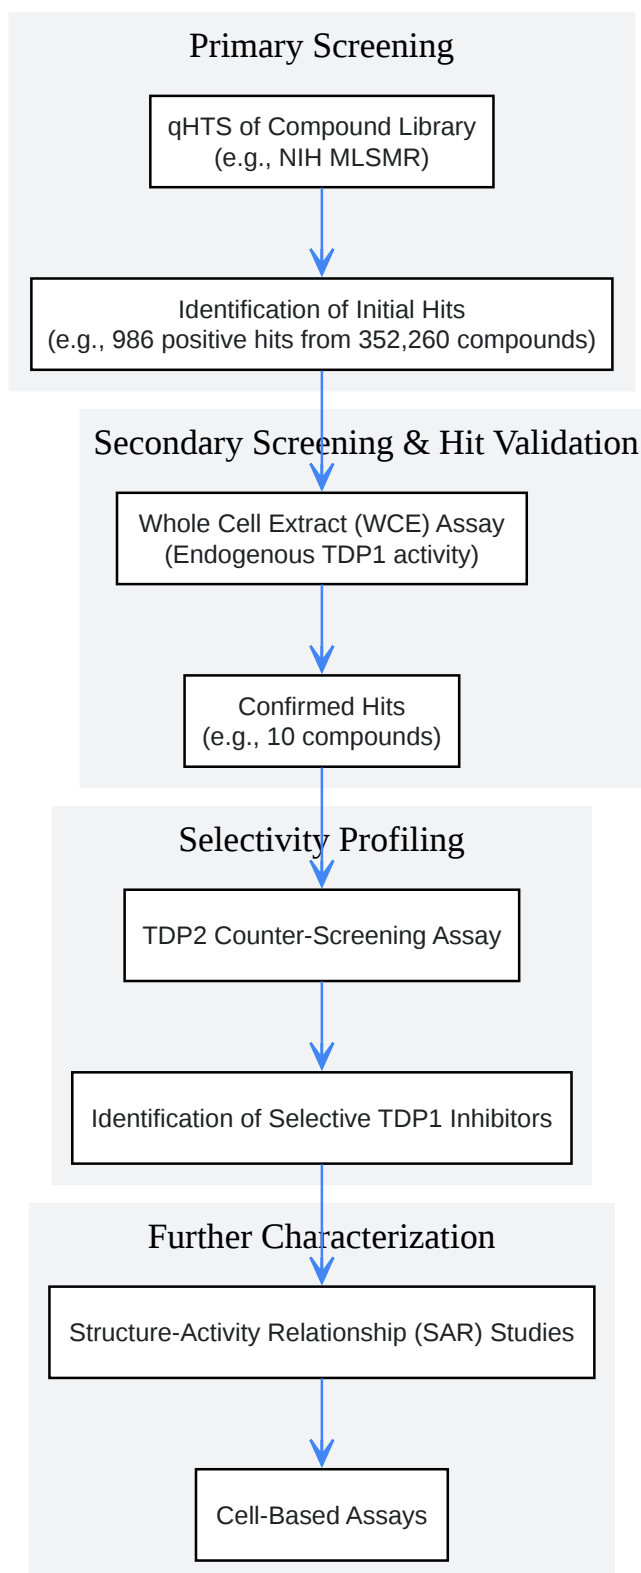 Primary Screening
qHTS of Compound Library
(e.g., NIH MLSMR)
Identification of Initial Hits
(e.g., 986 positive hits from 352,260 compounds)
Secondary Screening & Hit Validation
Whole Cell Extract (WCE) Assay
(Endogenous TDP1 activity)
Confirmed Hits
(e.g., 10 compounds)
Selectivity Profiling
TDP2 Counter-Screening Assay
Identification of Selective TDP1 Inhibitors
Further Characterization
Structure-Activity Relationship (SAR) Studies
Cell-Based Assays